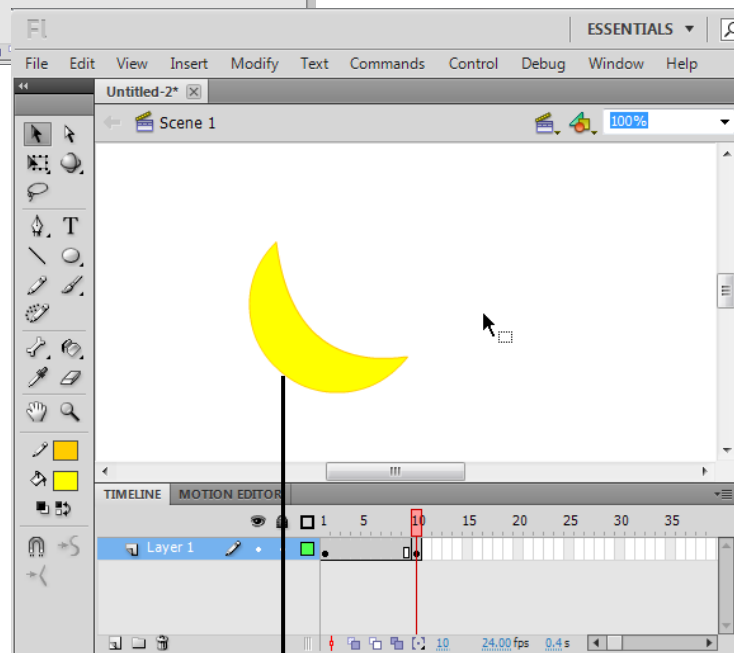 Fl
ESSENTIALS
File Edit View Insert Modify Text Commands Control Debug Window Help
Untitled-2*
Scene 1
100%
T
TIMELINE MOTION EDITOR
1 5 10 15 20 25 30 35
Layer 1
10 24.00 fps 0.4 s